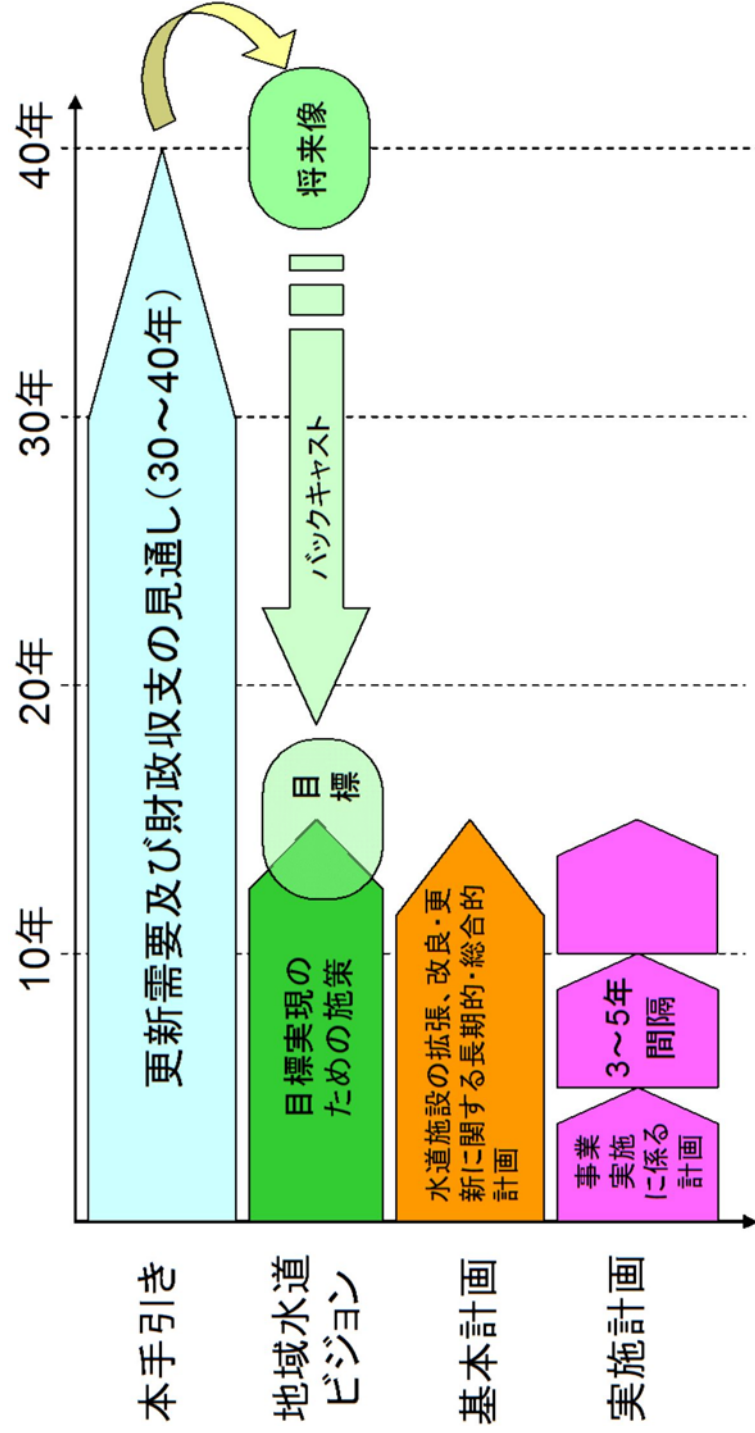 10年
20年
30年
40年
本手引き
更新需要及び財政収支の見通し(30～40年)
地域水道
ビジョン
目標実現の
ための施策
目
標
バックキャスト
将来像
基本計画
水道施設の拡張、改良・更
新に関する長期的・総合的
計画
実施計画
事業
実施
に係る
計画
3～5年
間隔